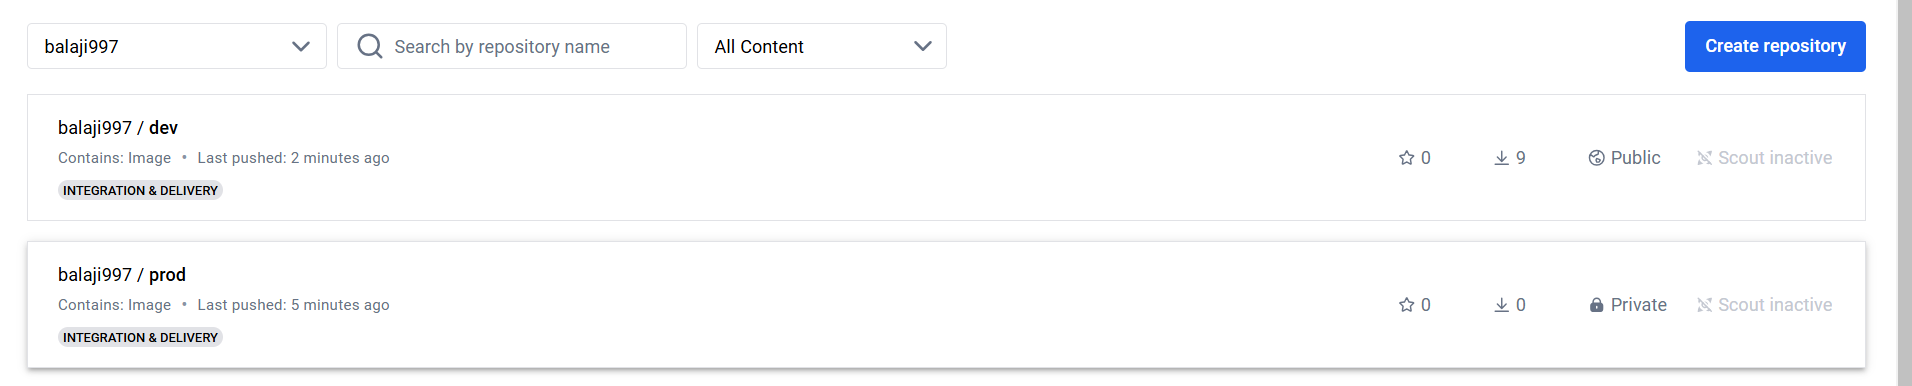 balaji997
Search by repository name
All Content
Create repository
balaji997 / dev
Contains: Image • Last pushed: 2 minutes ago
0
9
Public
Scout inactive
INTEGRATION & DELIVERY
balaji997 / prod
Contains: Image • Last pushed: 5 minutes ago
0
0
Private
Scout inactive
INTEGRATION & DELIVERY